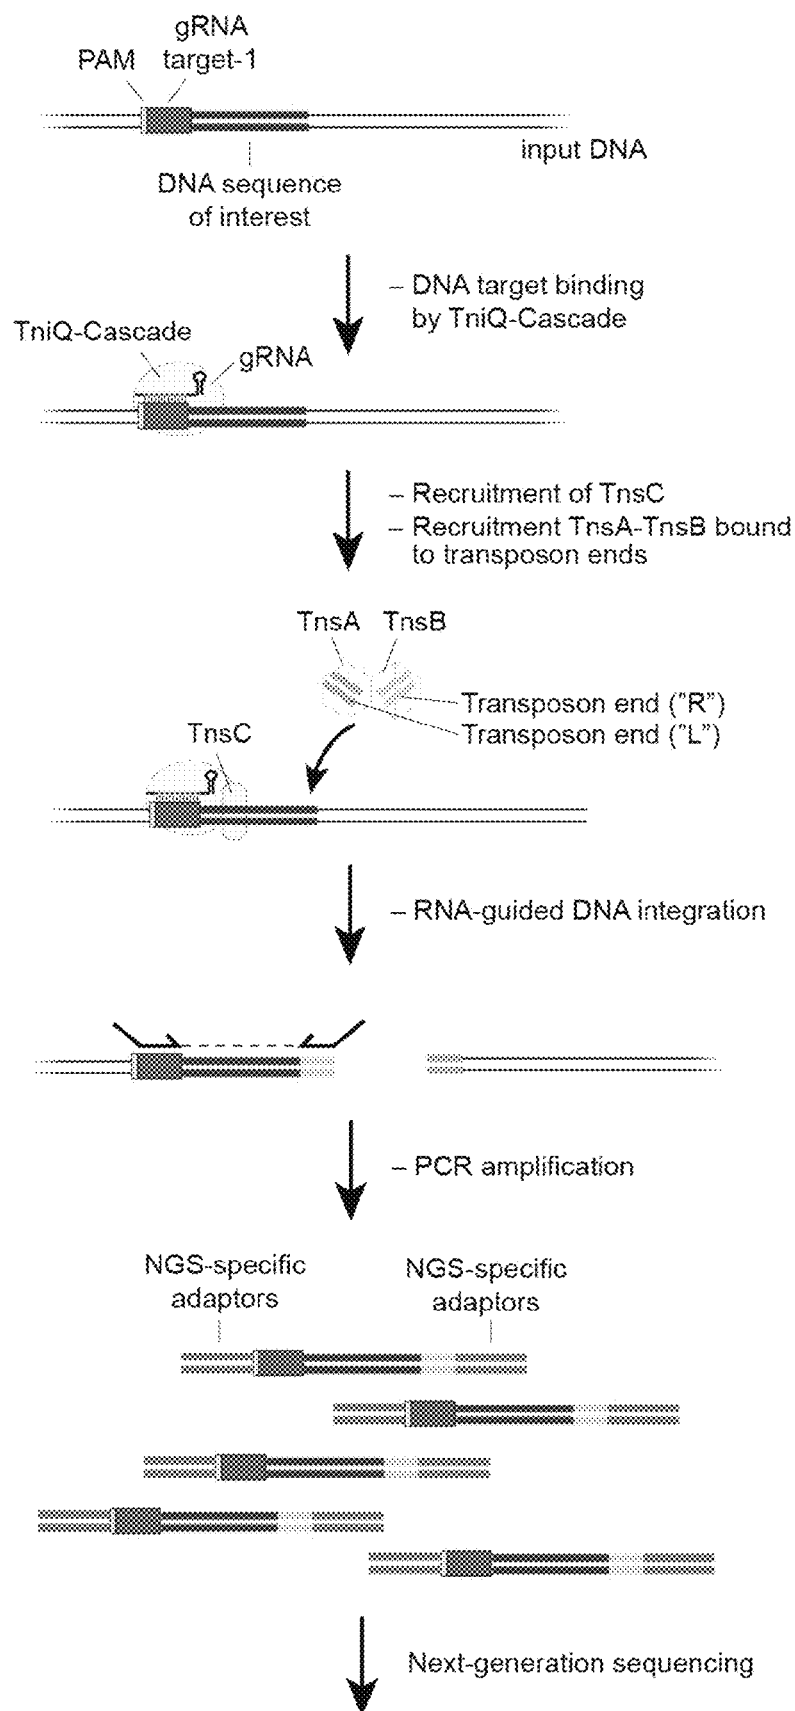 gRNA
PAM target-1
input DNA
DNA sequence
of interest
– DNA target binding
by TniQ-Cascade
TniQ-Cascade
gRNA
– Recruitment of TnsC
– Recruitment TnsA-TnsB bound
to transposon ends
TnsA TnsB
Transposon end ("R")
Transposon end ("L")
TnsC
– RNA-guided DNA integration
– PCR amplification
NGS-specific
adaptors
NGS-specific
adaptors
Next-generation sequencing